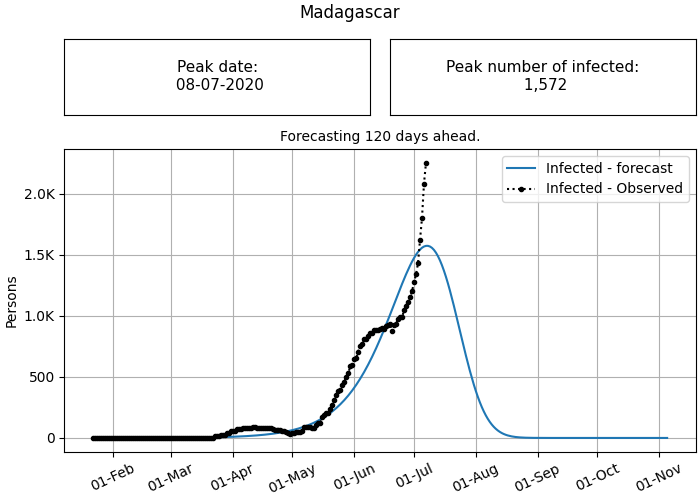 Madagascar
Peak date:
08-07-2020
Peak number of infected:
1,572
Forecasting 120 days ahead.
Infected - forecast
Infected - Observed
Persons
2.0K
1.5K
1.0K
500
0
01-Feb
01-Mar
01-Apr
01-May
01-Jun
01-Jul
01-Aug
01-Sep
01-Oct
01-Nov